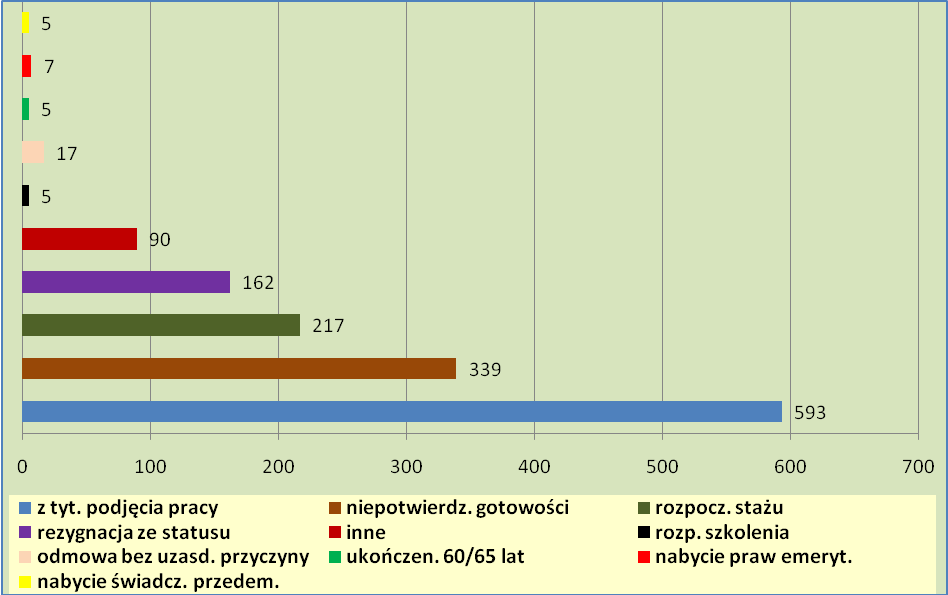 5
7
5
17
5
90
162
217
339
593
0 100 200 300 400 500 600 700
z tyt. podjęcia pracy niepotwierdz. gotowości rozpocz. stażu
rezygnacja ze statusu inne rozp. szkolenia
odmowa bez uzasd. przyczyny ukończen. 60/65 lat nabycie praw emeryt.
nabycie świadcz. przedem.